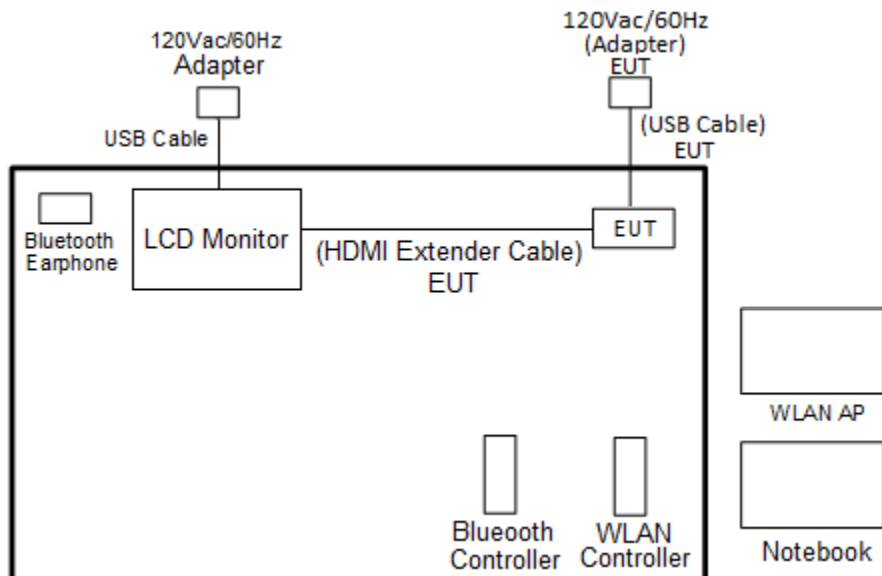 120Vac/60Hz
Adapter
USB Cable
120Vac/60Hz
(Adapter)
EUT
(USB Cable)
EUT
Bluetooth
Earphone
LCD Monitor
(HDMI Extender Cable)
EUT
EUT
WLAN AP
Blueooth
Controller
WLAN
Controller
Notebook